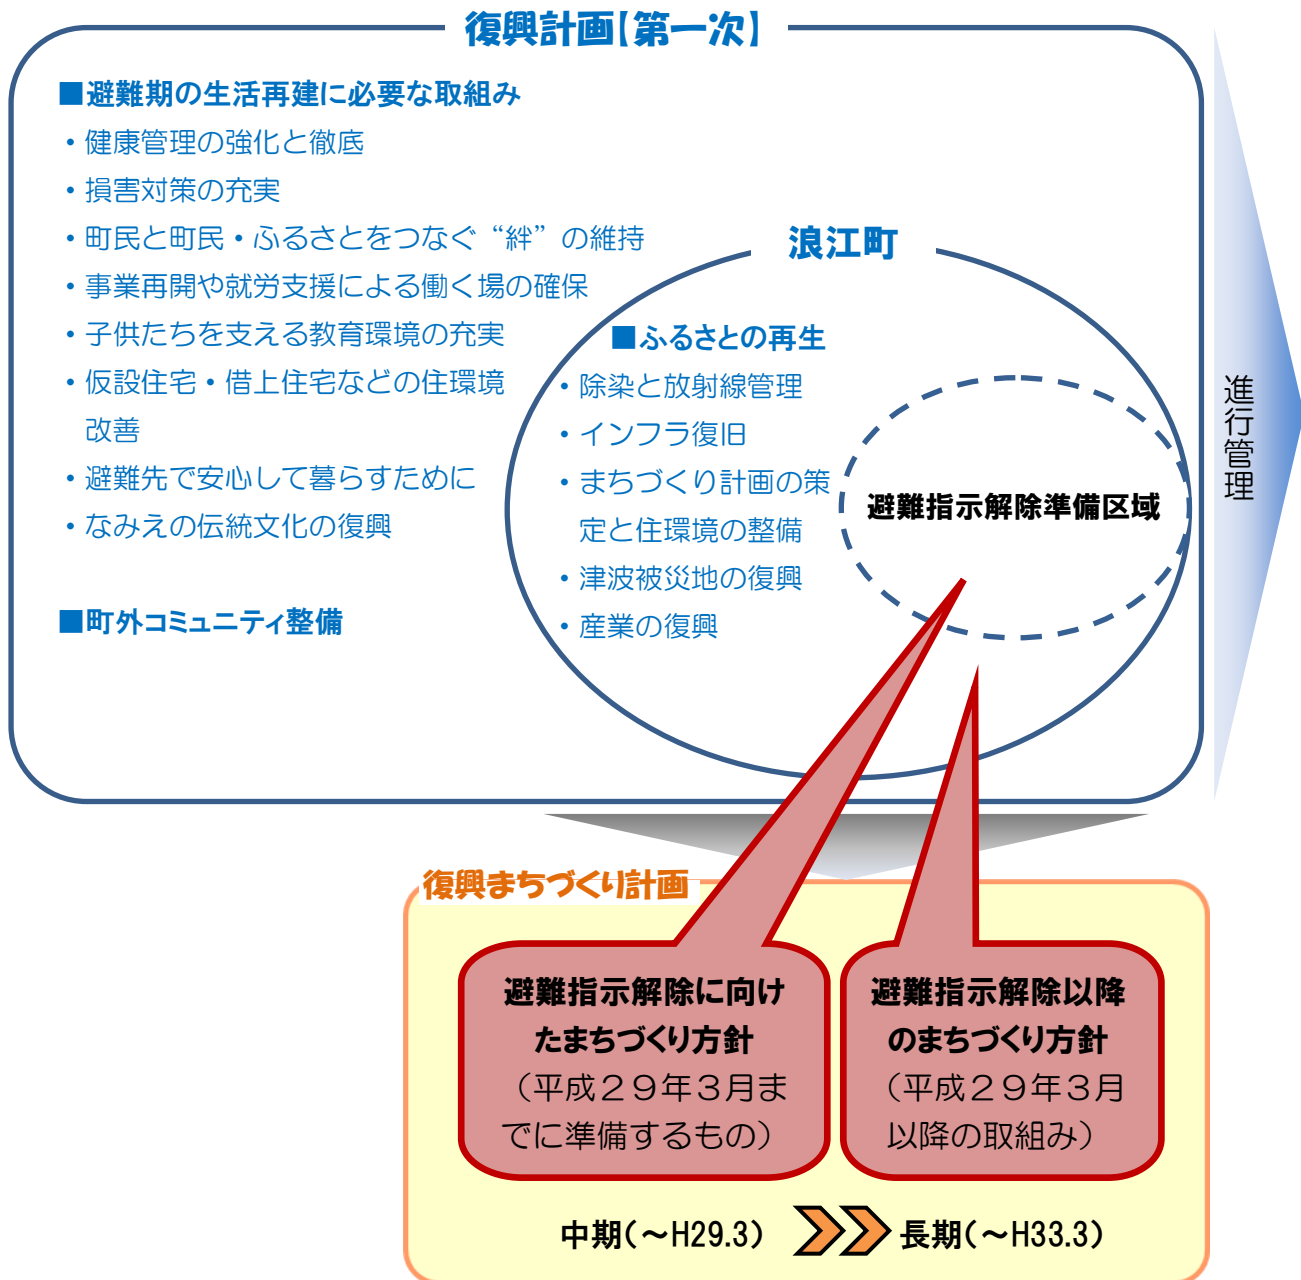 復興計画【第一次】
■避難期の生活再建に必要な取組み
・健康管理の強化と徹底
・損害対策の充実
・町民と町民・ふるさとをつなぐ“絆”の維持
・事業再開や就労支援による働く場の確保
・子供たちを支える教育環境の充実
・仮設住宅・借上住宅などの住環境
改善
・避難先で安心して暮らすために
・なみえの伝統文化の復興
■町外コミュニティ整備
浪江町
■ふるさとの再生
・除染と放射線管理
・インフラ復旧
・まちづくり計画の策
定と住環境の整備
・津波被災地の復興
・産業の復興
避難指示解除準備区域
進行管理
復興まちづくり計画
避難指示解除に向け
たまちづくり方針
（平成２９年３月ま
でに準備するもの）
避難指示解除以降
のまちづくり方針
（平成２９年３月
以降の取組み）
中期（～H29.3）
長期（～H33.3）